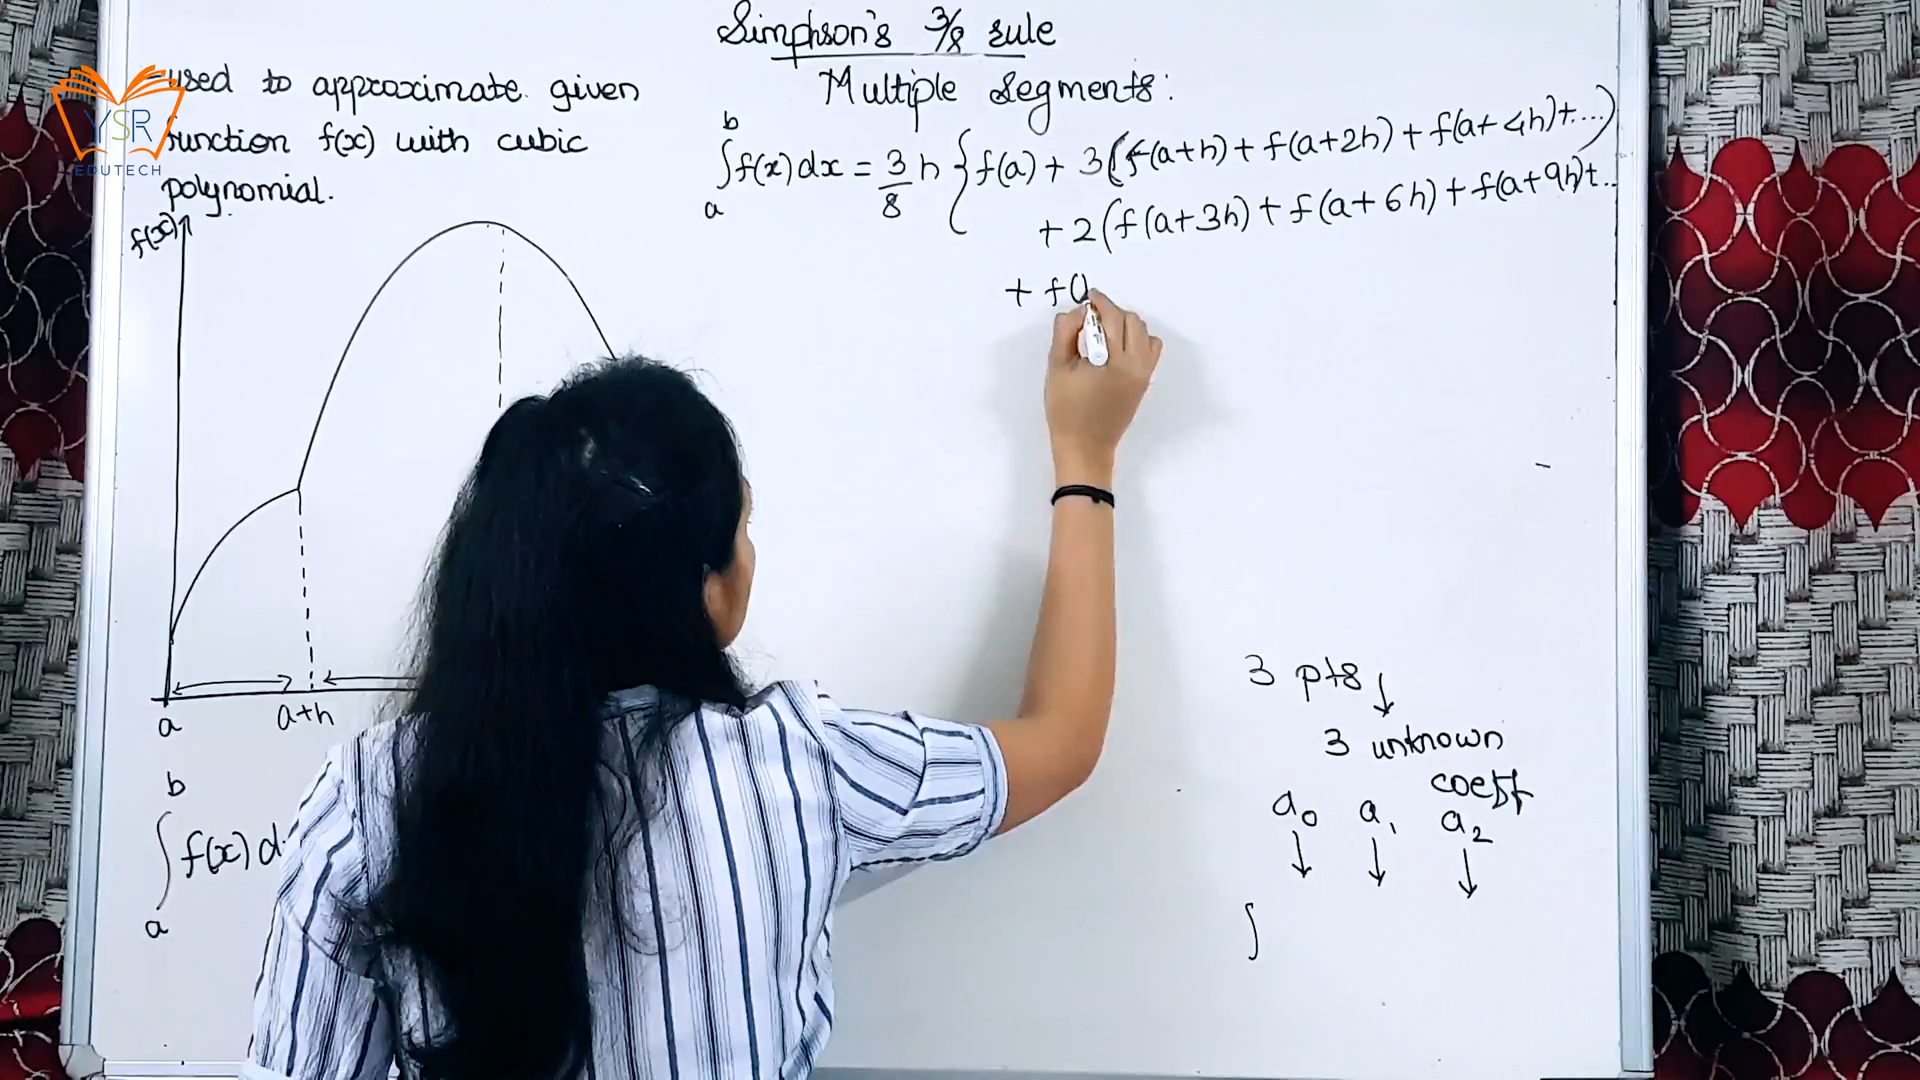 Simphson's 3/8 rule
Multiple Segments:
used to approximate given
function f(x) with cubic
polynomial.
YSR
EDUTECH
b
∫f(x)dx = 3/8 h {f(a) + 3(f(a+h) + f(a+2h) + f(a+4h)+...)
a
+ 2(f(a+3h) + f(a+6h) + f(a+9h)+..
+ f(
f(x)
a
a+h
b
∫ f(x)d
a
3 pts ↓
3 unknown
coeff
a₀ a₁ a₂
↓ ↓ ↓
∫